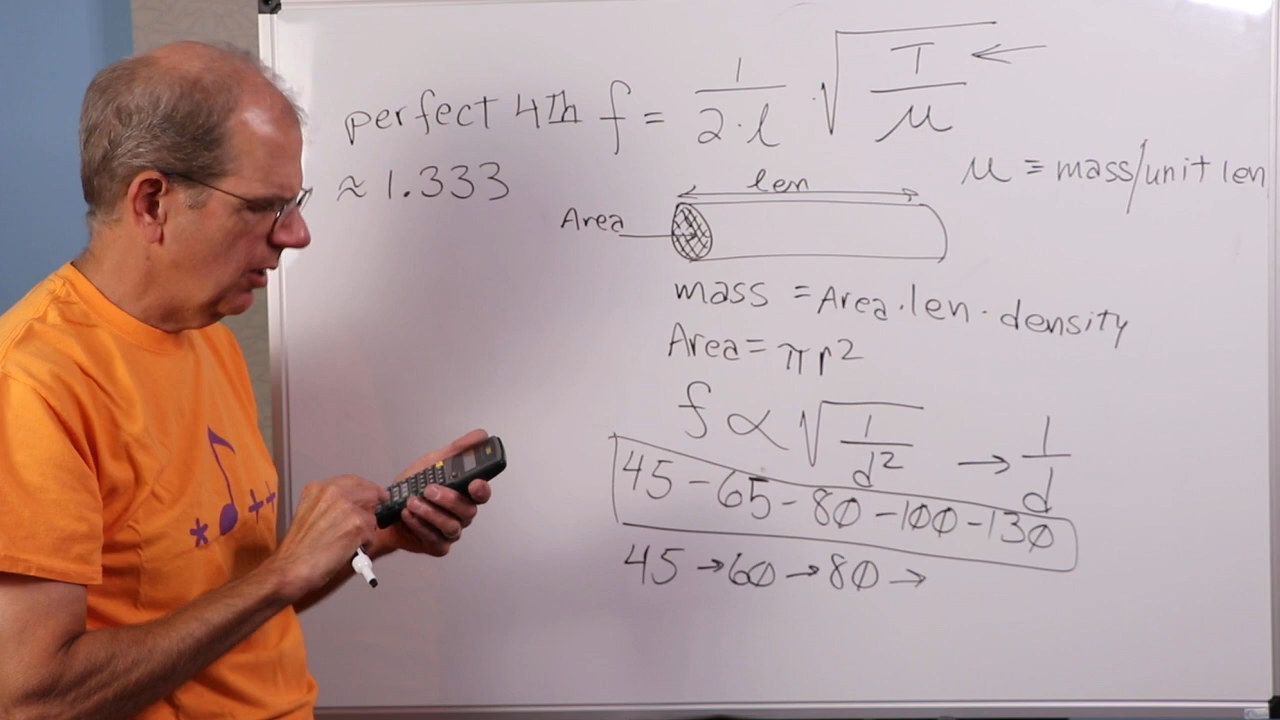 perfect 4th f = 1/(2·l) · √(T/μ) ←
≈ 1.333
μ = mass/unit len
len
Area
mass = Area·len·density
Area = πr²
f ∝ √(1/d²) → 1/d
45-65-80-100-130
45→60→80→
*♪++